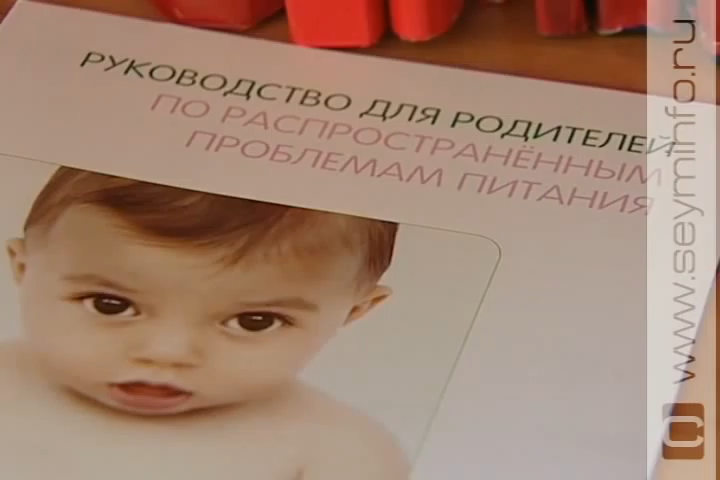 РУКОВОДСТВО ДЛЯ РОДИТЕЛЕЙ
ПО РАСПРОСТРАНЁННЫМ
ПРОБЛЕМАМ ПИТАНИЯ
www.seyminfo.ru